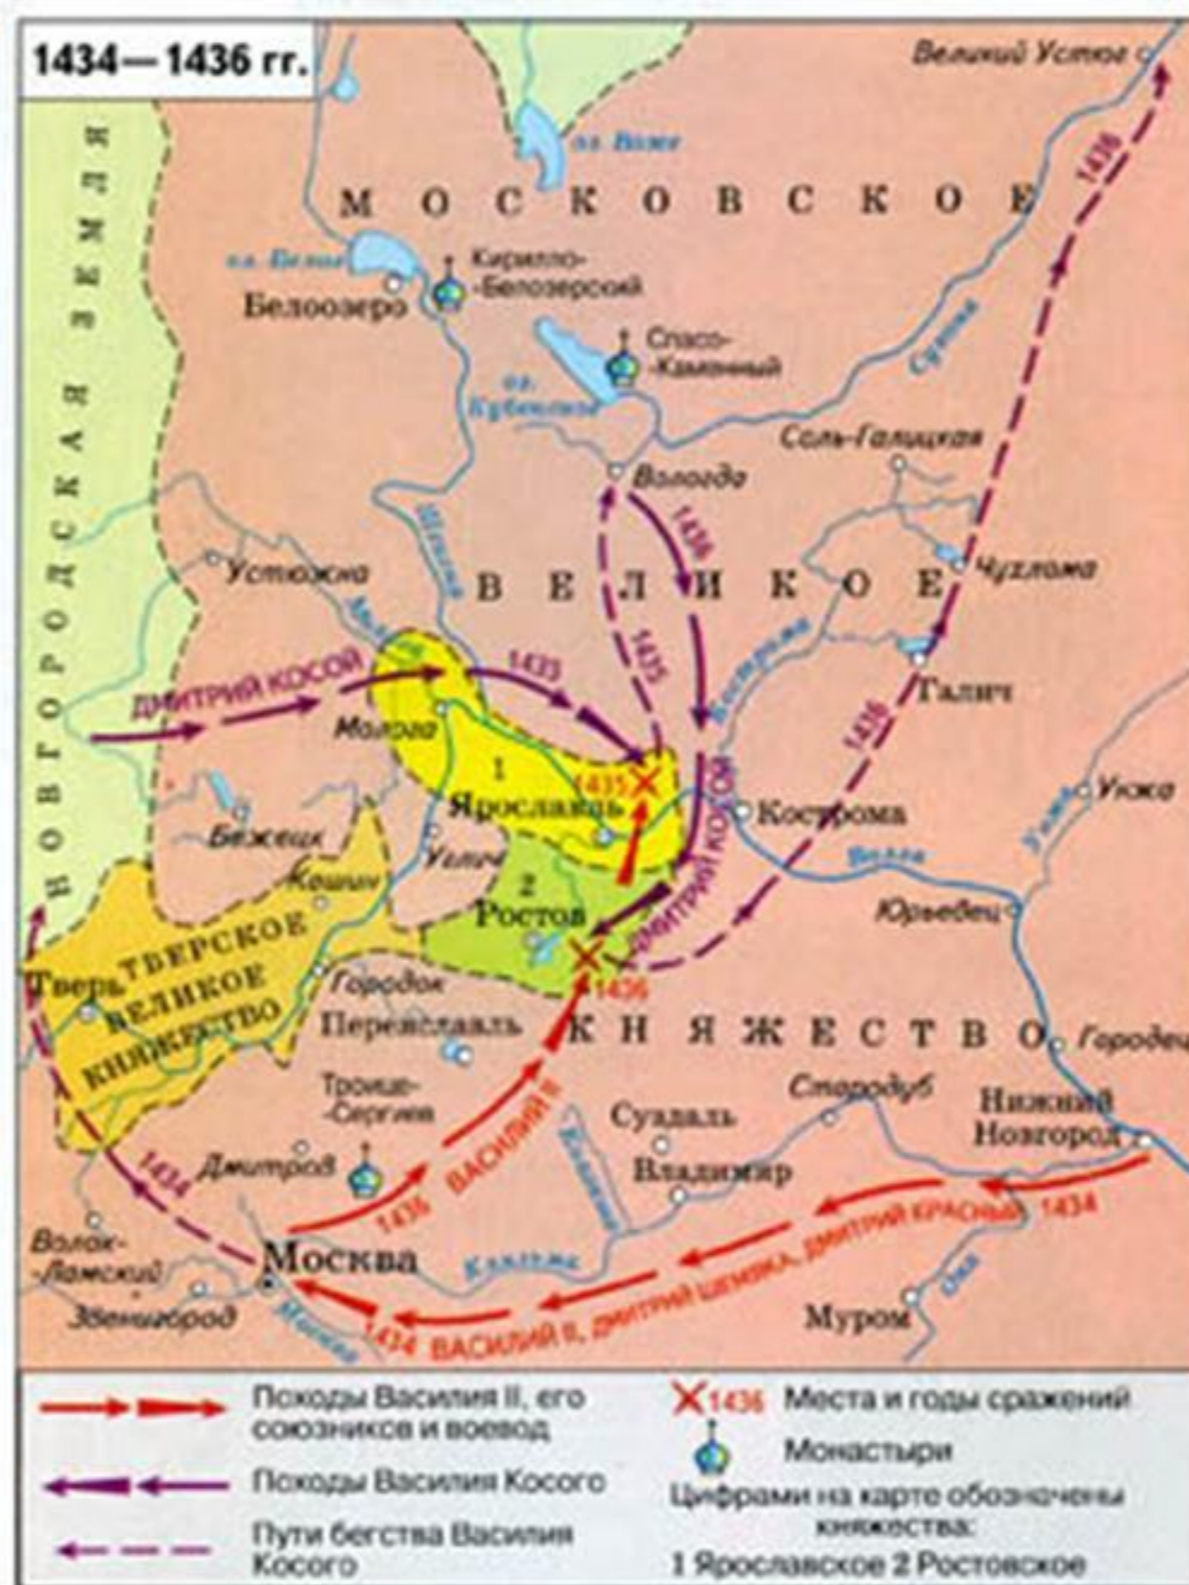 1434—1436 гг.
Великий Устюг
1436
оз. Воже
МОСКОВСКОЕ
НОВГОРОДСКАЯ ЗЕМЛЯ
оз. Белое
Белоозеро
Кирилло-
-Белозерский
Спасо-
-Каменный
оз.
Кубенское
Сухона
Соль-Галицкая
Вологда
1436
Шексна
Устюжна
ВЕЛИКОЕ
Чухлома
Молога
1435
1435
Кострома
ДМИТРИЙ КОСОЙ
Галич
Молога
1436
1
1435
Ярославль
Кострома
Унжа
Унжа
Бежецк
Углич
Волга
Кашин
2
Ростов
ДМИТРИЙ КОСОЙ
Юрьевец
1436
Тверь
ТВЕРСКОЕ
ВЕЛИКОЕ
КНЯЖЕСТВО
Городок
Переяславль
КНЯЖЕСТВО
Городец
Троице-
-Сергиев
Стародуб
Нижний
Новгород
Суздаль
ВАСИЛИЙ II
1434
Дмитров
Владимир
1436
ДМИТРИЙ КРАСНЫЙ 1434
Волок-
-Ламский
Москва
Клязьма
Звенигород
Москва
1434 ВАСИЛИЙ II, ДМИТРИЙ ШЕМЯКА,
Муром
Ока
Походы Василия II, его
союзников и воевод
Походы Василия Косого
Пути бегства Василия
Косого
1436 Места и годы сражений
Монастыри
Цифрами на карте обозначены
княжества:
1 Ярославское 2 Ростовское